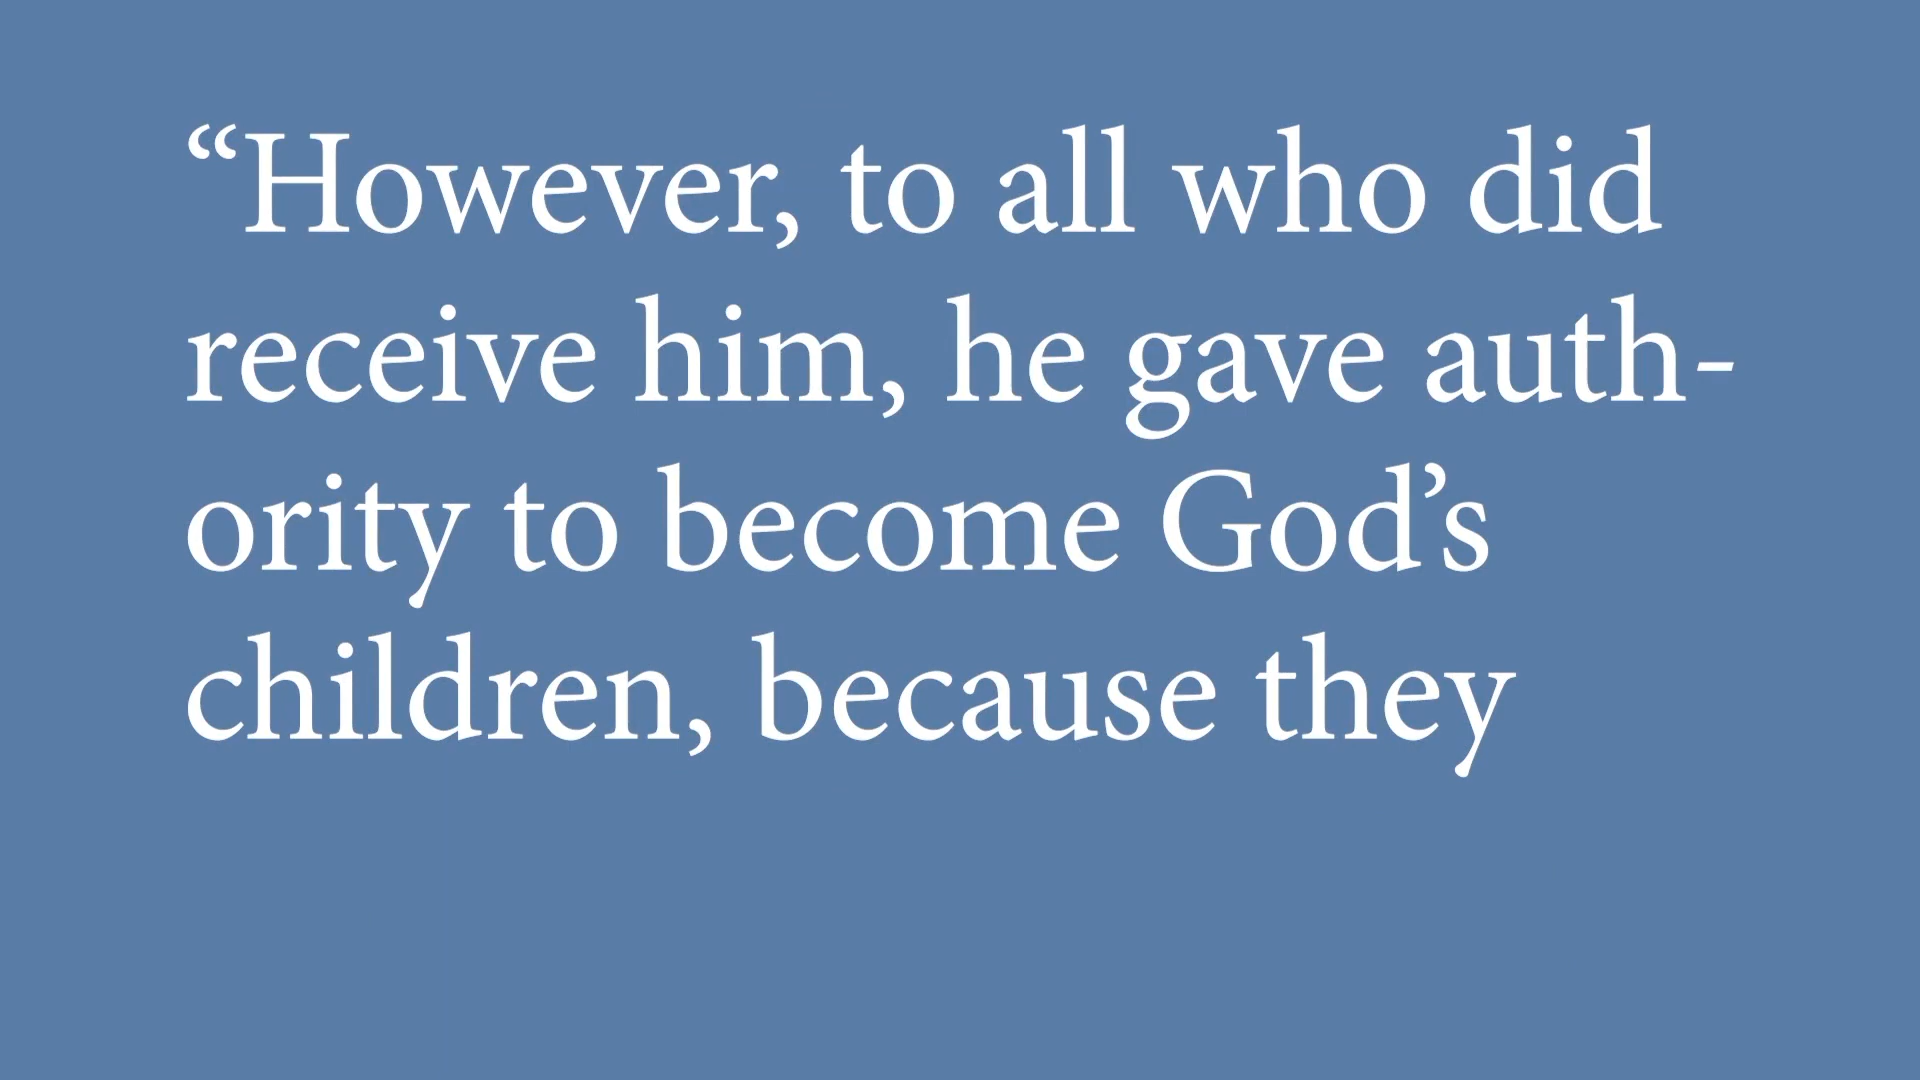 “However, to all who did
receive him, he gave auth-
ority to become God’s
children, because they